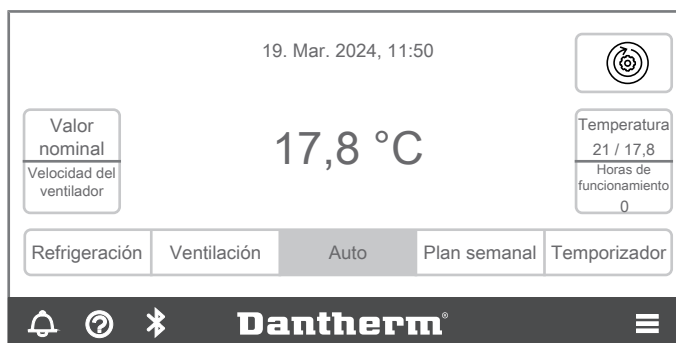 19. Mar. 2024, 11:50
Valor
nominal
Velocidad del
ventilador
17,8 °C
Temperatura
21 / 17,8
Horas de
funcionamiento
0
Refrigeración Ventilación Auto Plan semanal Temporizador
Dantherm®